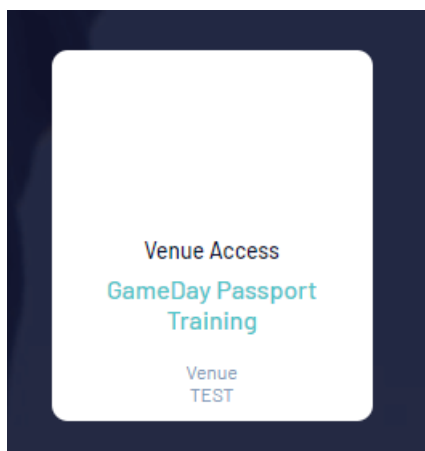 Venue Access
GameDay Passport
Training
Venue
TEST